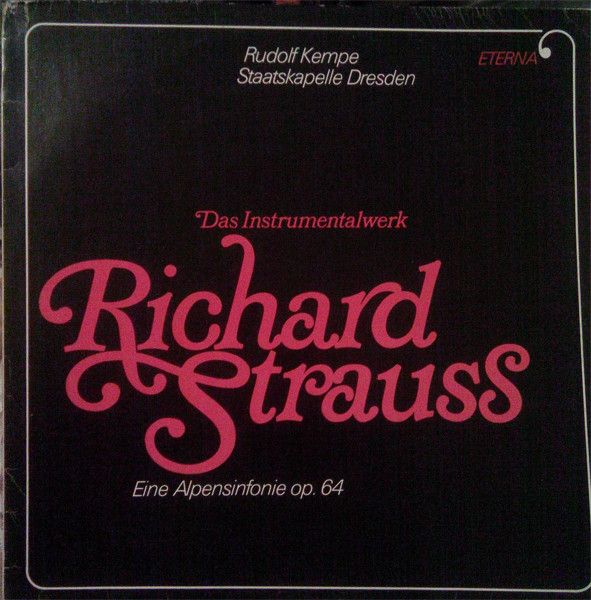 Rudolf Kempe
Staatskapelle Dresden
ETERNA
Das Instrumentalwerk
Richard
Strauss
Eine Alpensinfonie op. 64